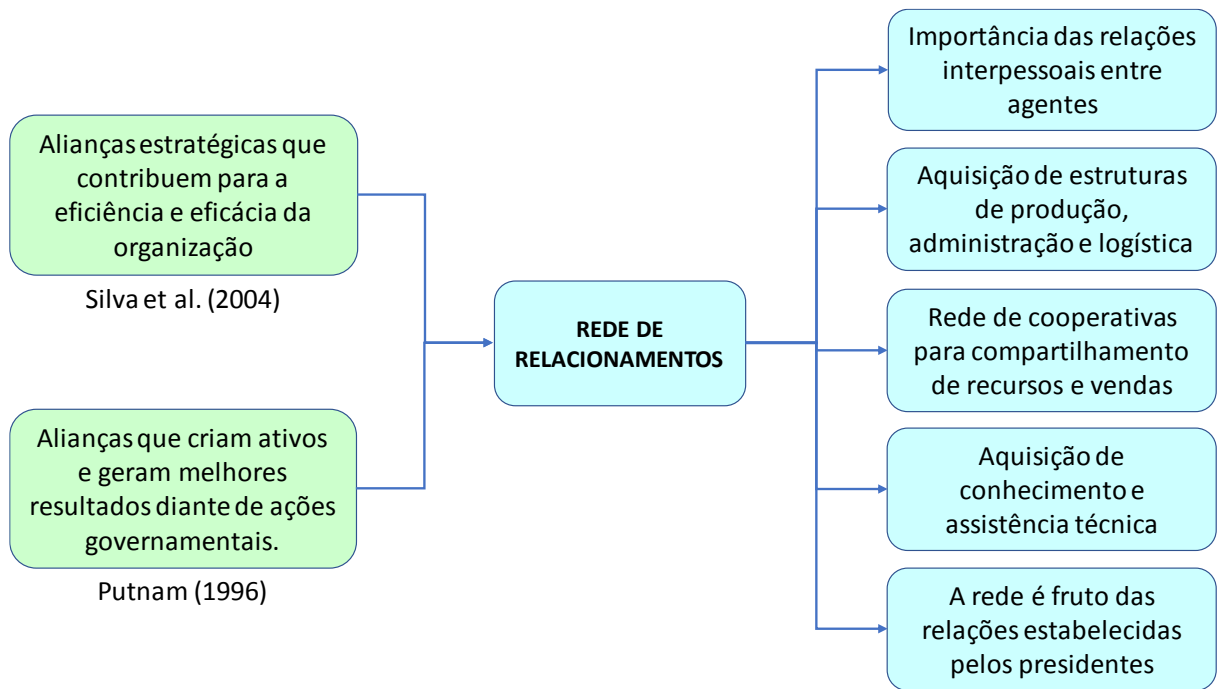 Alianças estratégicas que
contribuem para a
eficiência e eficácia da
organização
Silva et al. (2004)
Alianças que criam ativos
e geram melhores
resultados diante de ações
governamentais.
Putnam (1996)
REDE DE
RELACIONAMENTOS
Importância das relações
interpessoais entre
agentes
Aquisição de estruturas
de produção,
administração e logística
Rede de cooperativas
para compartilhamento
de recursos e vendas
Aquisição de
conhecimento e
assistência técnica
A rede é fruto das
relações estabelecidas
pelos presidentes